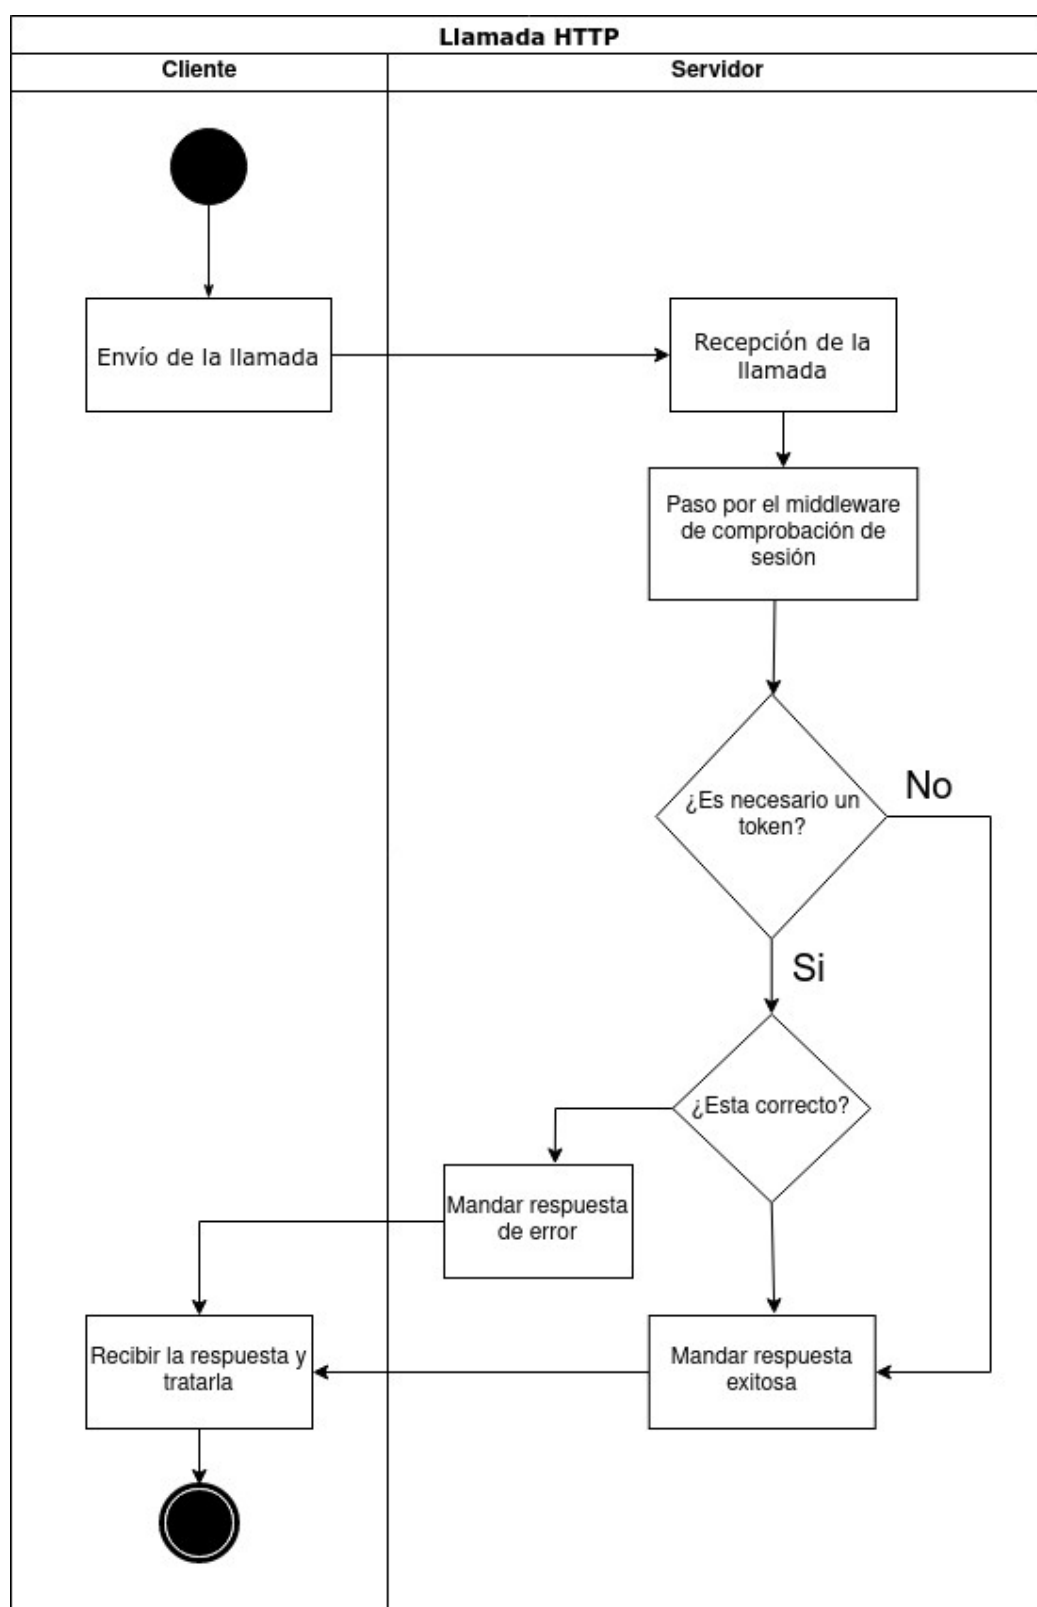 Llamada HTTP
Cliente
Servidor
Envío de la llamada
Recepción de la
llamada
Paso por el middleware
de comprobación de
sesión
¿Es necesario un
token?
No
Si
¿Esta correcto?
Mandar respuesta
de error
Recibir la respuesta y
tratarla
Mandar respuesta
exitosa